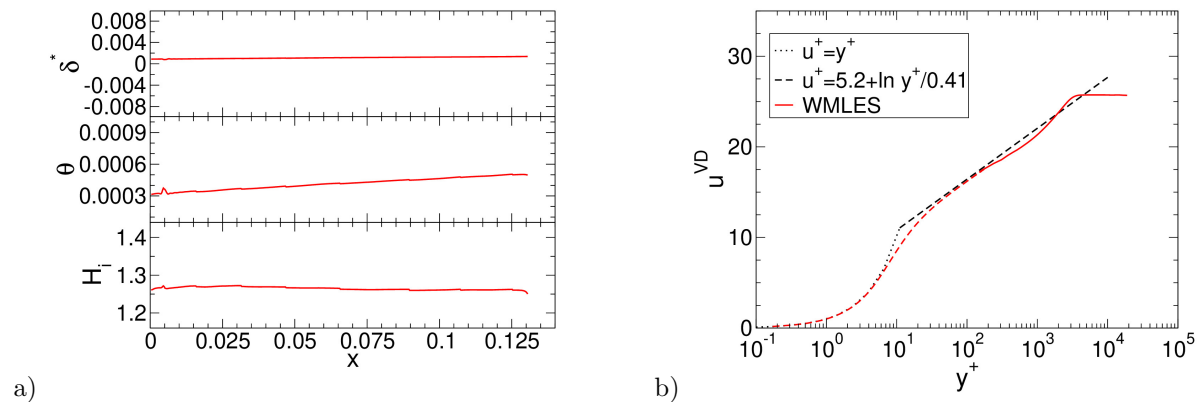 0.008
0.004
0
-0.004
-0.008
δ*
0.0009
0.0006
0.0003
θ
1.4
1.3
1.2
H_i
0 0.025 0.05 0.075 0.1 0.125
x
a)
30
20
10
0
u^VD
u^+=y^+
u^+=5.2+ln y^+/0.41
WMLES
10^-1 10^0 10^1 10^2 10^3 10^4 10^5
y^+
b)